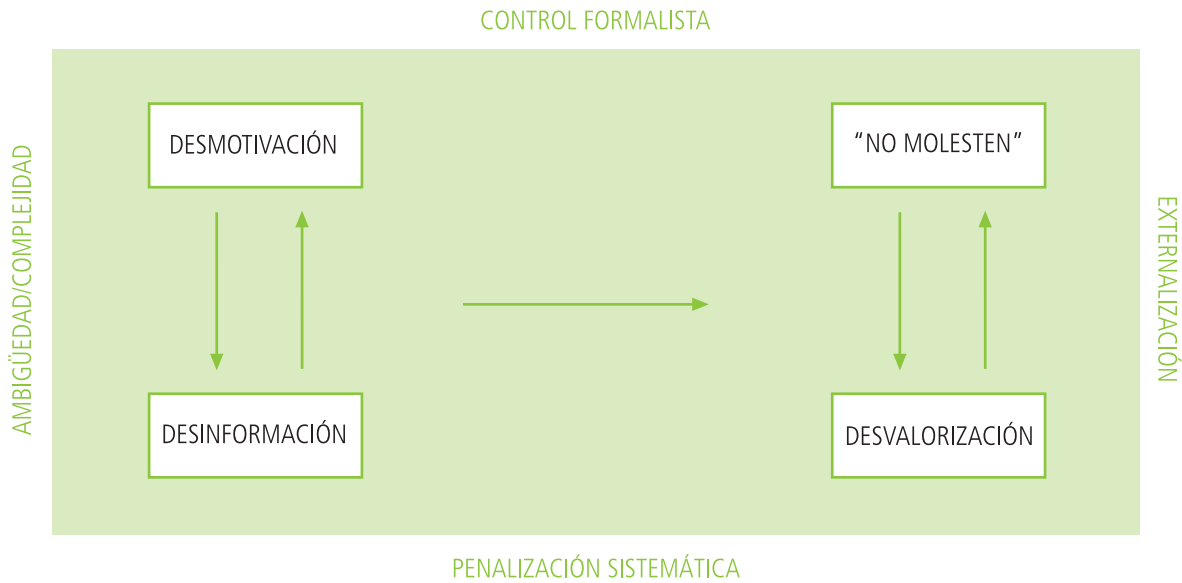 CONTROL FORMALISTA
DESMOTIVACIÓN
“NO MOLESTEN”
AMBIGÜEDAD/COMPLEJIDAD
EXTERNALIZACIÓN
DESINFORMACIÓN
DESVALORIZACIÓN
PENALIZACIÓN SISTEMÁTICA